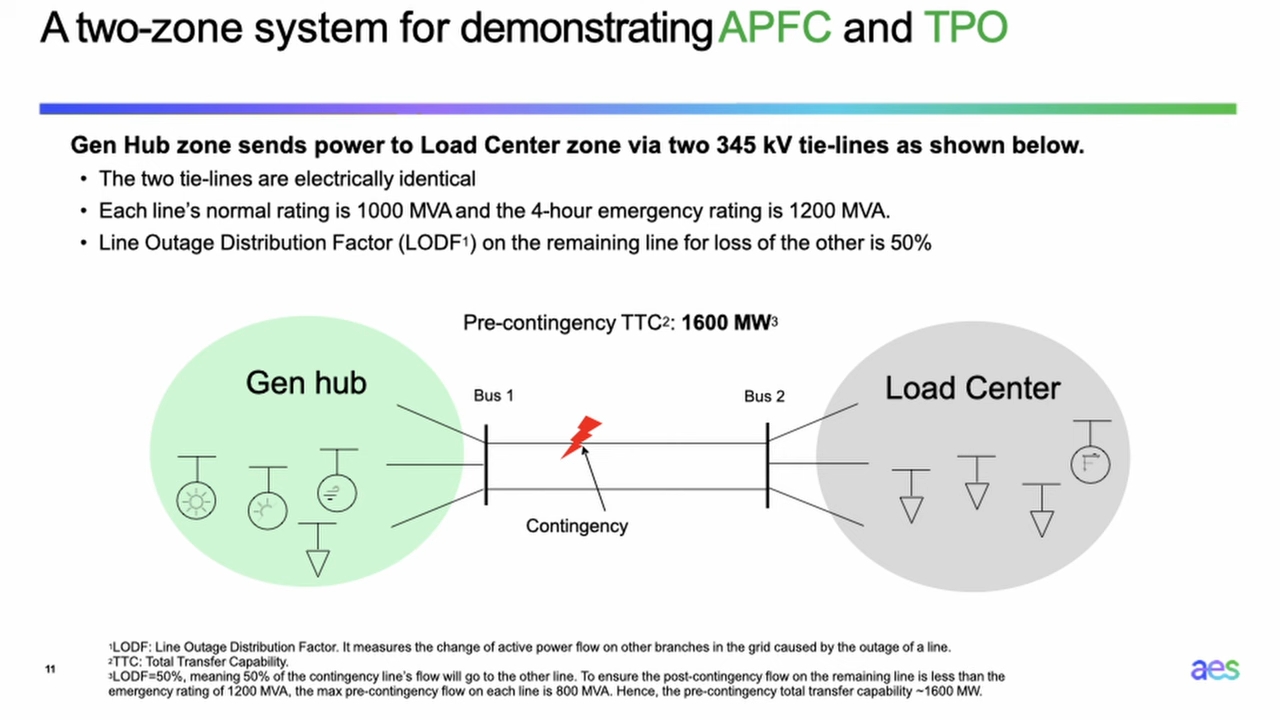 A two-zone system for demonstrating APFC and TPO
Gen Hub zone sends power to Load Center zone via two 345 kV tie-lines as shown below.
• The two tie-lines are electrically identical
• Each line's normal rating is 1000 MVA and the 4-hour emergency rating is 1200 MVA.
• Line Outage Distribution Factor (LODF¹) on the remaining line for loss of the other is 50%
Pre-contingency TTC²: 1600 MW³
Gen hub
Load Center
Bus 1
Bus 2
Contingency
¹LODF: Line Outage Distribution Factor. It measures the change of active power flow on other branches in the grid caused by the outage of a line.
²TTC: Total Transfer Capability.
³LODF=50%, meaning 50% of the contingency line's flow will go to the other line. To ensure the post-contingency flow on the remaining line is less than the
emergency rating of 1200 MVA, the max pre-contingency flow on each line is 800 MVA. Hence, the pre-contingency total transfer capability ~1600 MW.
11
aes